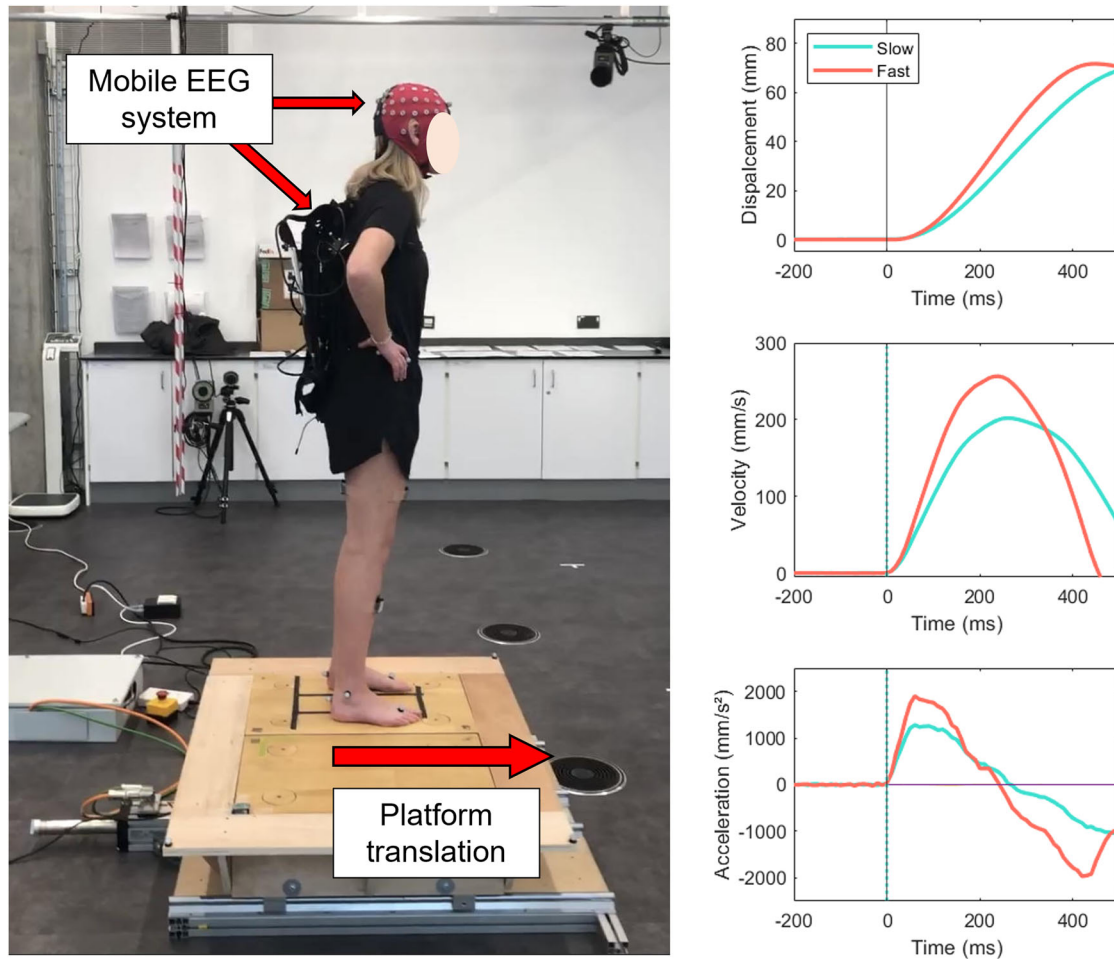 Mobile EEG
system
Platform
translation
80
60
40
20
0
Dispalcement (mm)
Slow
Fast
-200 0 200 400
Time (ms)
300
200
100
0
Velocity (mm/s)
-200 0 200 400
Time (ms)
2000
1000
0
-1000
-2000
Acceleration (mm/s²)
-200 0 200 400
Time (ms)